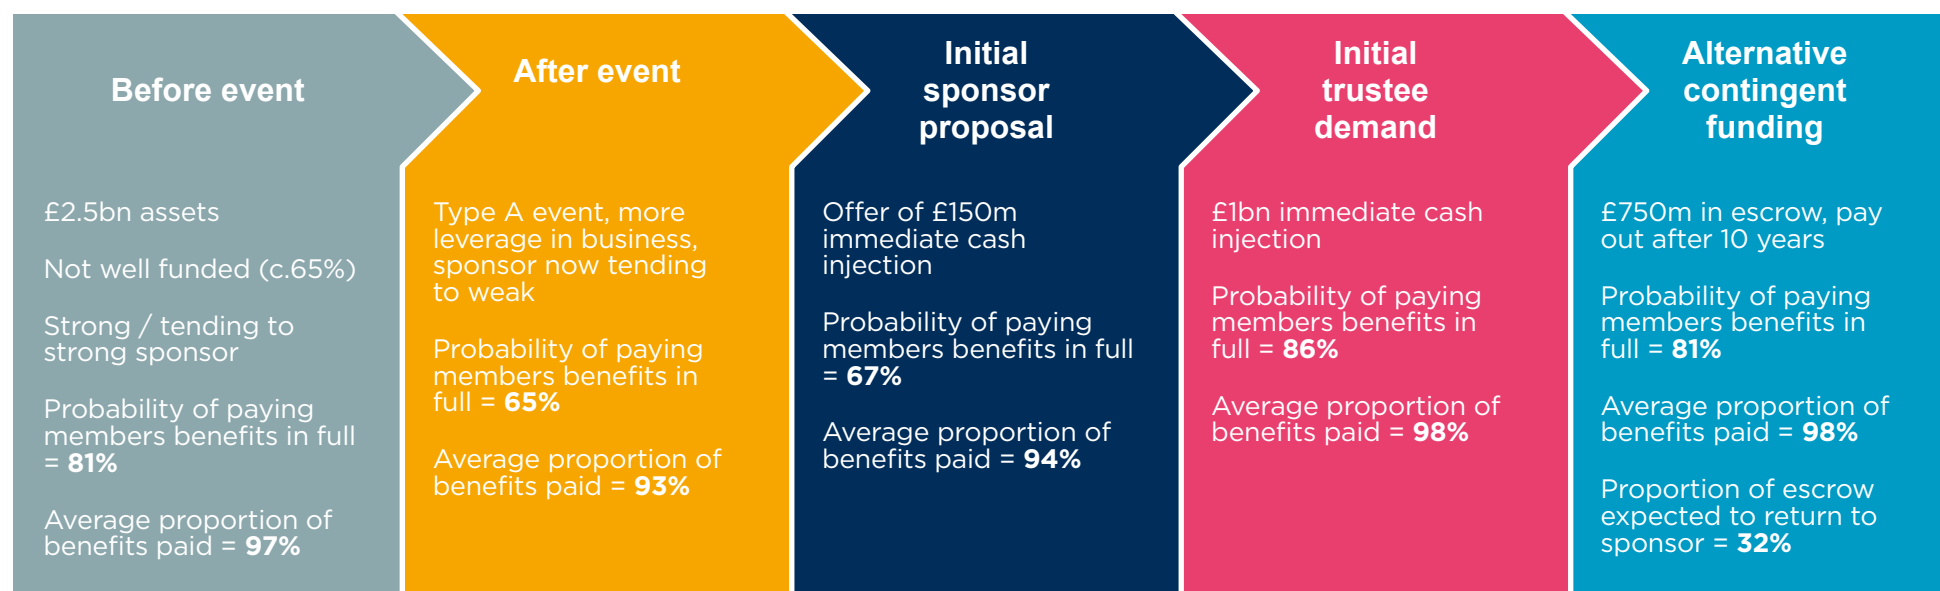 Before event
£2.5bn assets
Not well funded (c.65%)
Strong / tending to
strong sponsor
Probability of paying
members benefits in full
= 81%
Average proportion of
benefits paid = 97%
After event
Type A event, more
leverage in business,
sponsor now tending
to weak
Probability of paying
members benefits in
full = 65%
Average proportion of
benefits paid = 93%
Initial
sponsor
proposal
Offer of £150m
immediate cash
injection
Probability of paying
members benefits in full
= 67%
Average proportion of
benefits paid = 94%
Initial
trustee
demand
£1bn immediate cash
injection
Probability of paying
members benefits in
full = 86%
Average proportion of
benefits paid = 98%
Alternative
contingent
funding
£750m in escrow, pay
out after 10 years
Probability of paying
members benefits in
full = 81%
Average proportion of
benefits paid = 98%
Proportion of escrow
expected to return to
sponsor = 32%